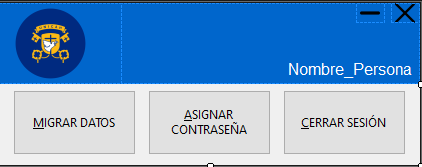 Nombre_Persona
MIGRAR DATOS
ASIGNAR
CONTRASEÑA
CERRAR SESIÓN